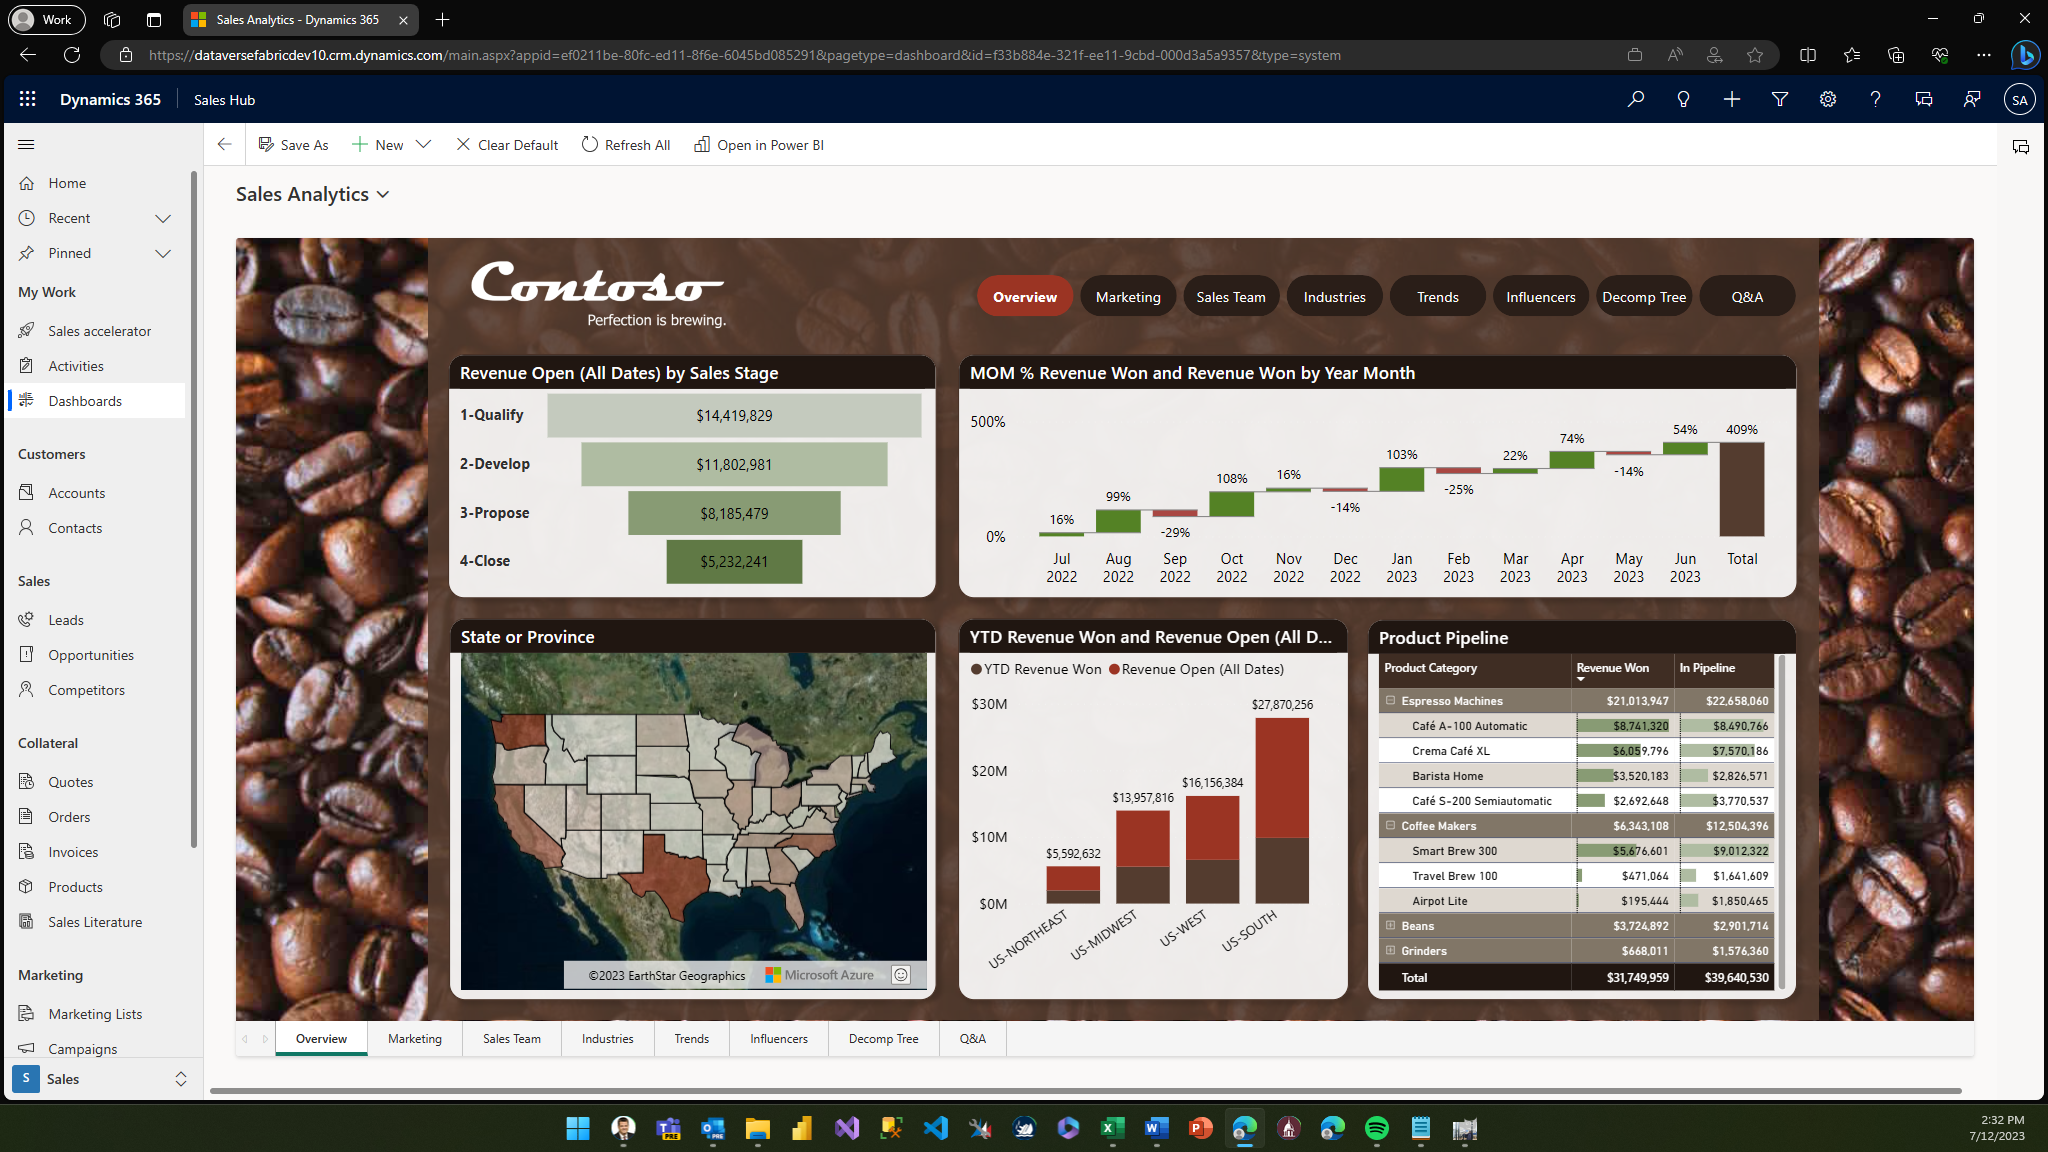 Work
Sales Analytics - Dynamics 365
https://dataversefabricdev10.crm.dynamics.com/main.aspx?appid=ef0211be-80fc-ed11-8f6e-6045bd085291&pagetype=dashboard&id=f33b884e-321f-ee11-9cbd-000d3a5a9357&type=system
Dynamics 365 Sales Hub
SA
Save As New Clear Default Refresh All Open in Power BI
Home
Recent
Pinned
My Work
Sales accelerator
Activities
Dashboards
Customers
Accounts
Contacts
Sales
Leads
Opportunities
Competitors
Collateral
Quotes
Orders
Invoices
Products
Sales Literature
Marketing
Marketing Lists
Campaigns
S Sales
Sales Analytics
Contoso
Perfection is brewing.
Overview Marketing Sales Team Industries Trends Influencers Decomp Tree Q&A
Revenue Open (All Dates) by Sales Stage
1-Qualify $14,419,829
2-Develop $11,802,981
3-Propose $8,185,479
4-Close $5,232,241
MOM % Revenue Won and Revenue Won by Year Month
500%
0%
16% 99% -29% 108% 16% -14% 103% -25% 22% 74% -14% 54% 409%
Jul Aug Sep Oct Nov Dec Jan Feb Mar Apr May Jun Total
2022 2022 2022 2022 2022 2022 2023 2023 2023 2023 2023 2023
State or Province
©2023 EarthStar Geographics Microsoft Azure
YTD Revenue Won and Revenue Open (All D...
YTD Revenue Won Revenue Open (All Dates)
$30M
$20M
$10M
$0M
$5,592,632 $13,957,816 $16,156,384 $27,870,256
US-NORTHEAST US-MIDWEST US-WEST US-SOUTH
Product Pipeline
Product Category Revenue Won In Pipeline
Espresso Machines $21,013,947 $22,658,060
Café A-100 Automatic $8,741,320 $8,490,766
Crema Café XL $6,059,796 $7,570,186
Barista Home $3,520,183 $2,826,571
Café S-200 Semiautomatic $2,692,648 $3,770,537
Coffee Makers $6,343,108 $12,504,396
Smart Brew 300 $5,676,601 $9,012,322
Travel Brew 100 $471,064 $1,641,609
Airpot Lite $195,444 $1,850,465
Beans $3,724,892 $2,901,714
Grinders $668,011 $1,576,360
Total $31,749,959 $39,640,530
Overview Marketing Sales Team Industries Trends Influencers Decomp Tree Q&A
2:32 PM
7/12/2023